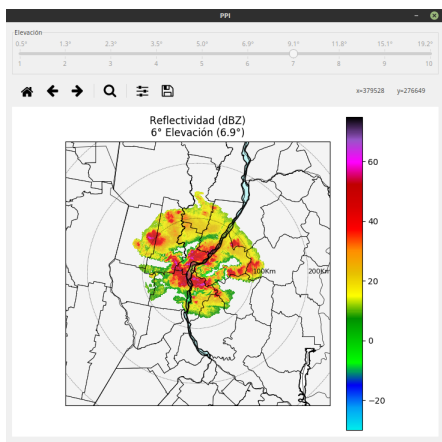 PPI
Elevación
0.5° 1.3° 2.3° 3.5° 5.0° 6.9° 9.1° 11.8° 15.1° 19.2°
1 2 3 4 5 6 7 8 9 10
x=379528 y=276649
Reflectividad (dBZ)
6° Elevación (6.9°)
60
40
20
0
−20
100Km 200Km